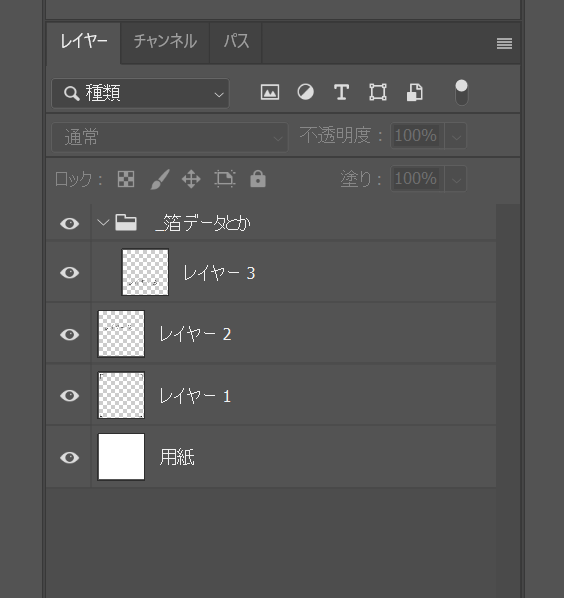 レイヤー チャンネル パス
種類
通常 不透明度： 100%
ロック： 塗り： 100%
_箔データとか
レイヤー 3
レイヤー 2
レイヤー 1
用紙